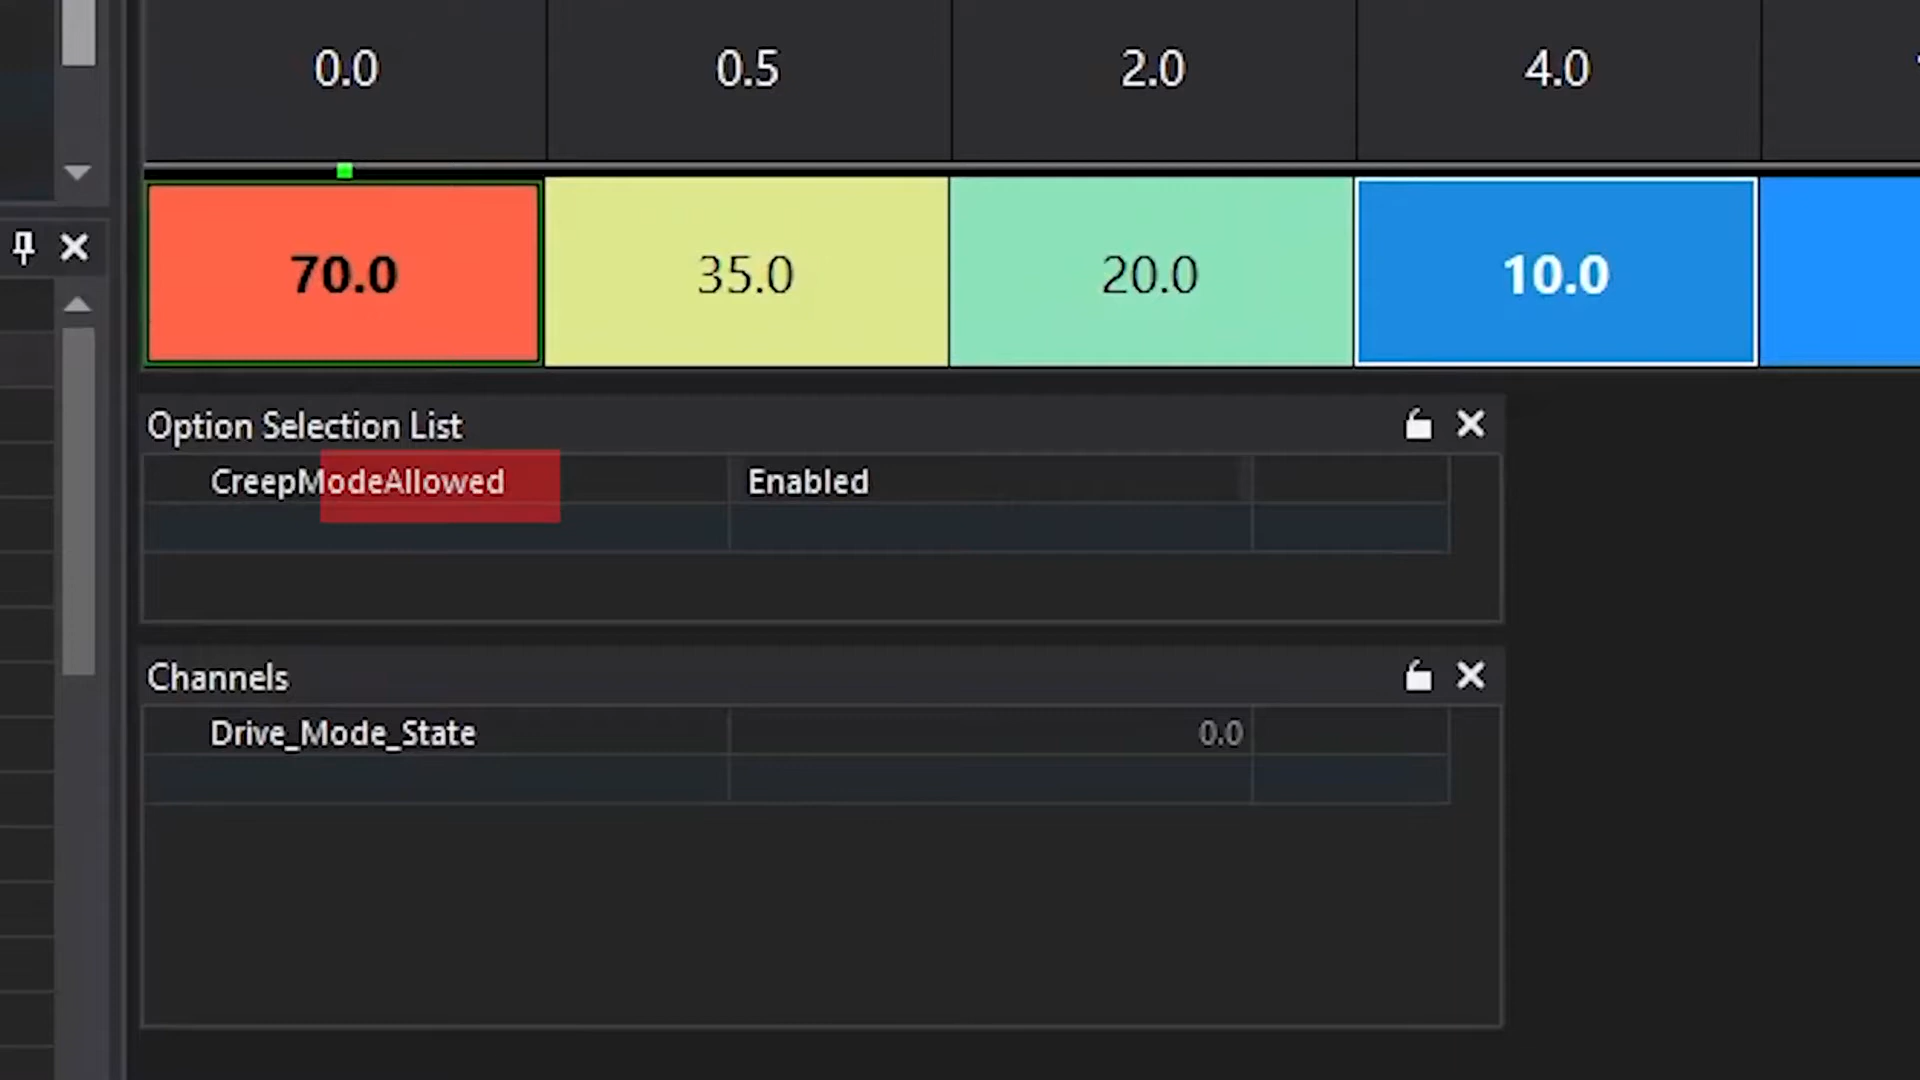 0.0 0.5 2.0 4.0
70.0 35.0 20.0 10.0
Option Selection List
CreepModeAllowed Enabled
Channels
Drive_Mode_State 0.0